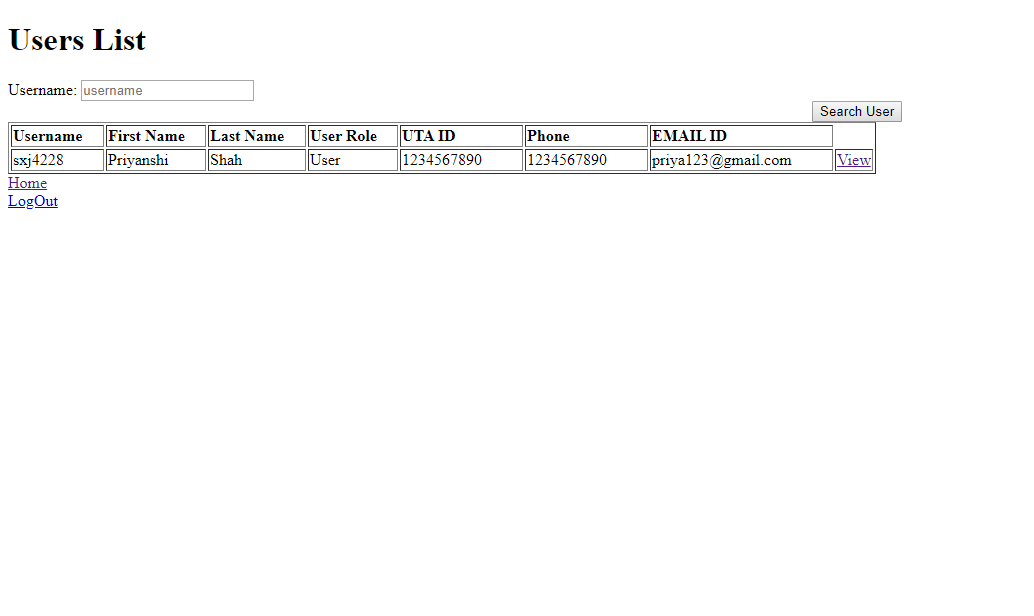 Users List
Username: username
Search User
Username First Name Last Name User Role UTA ID Phone EMAIL ID
sxj4228 Priyanshi Shah User 1234567890 1234567890 priya123@gmail.com View
Home
LogOut